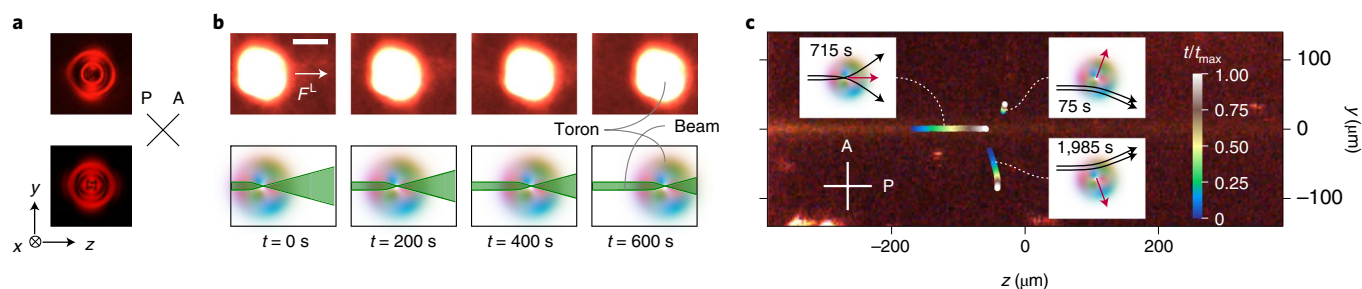 a
P A
y
x z
b
F^L
Toron
Beam
t = 0 s
t = 200 s
t = 400 s
t = 600 s
c
715 s
75 s
1,985 s
A
P
t/t_max
1.00
0.75
0.50
0.25
0
100
0
−100
y (μm)
−200
0
200
z (μm)